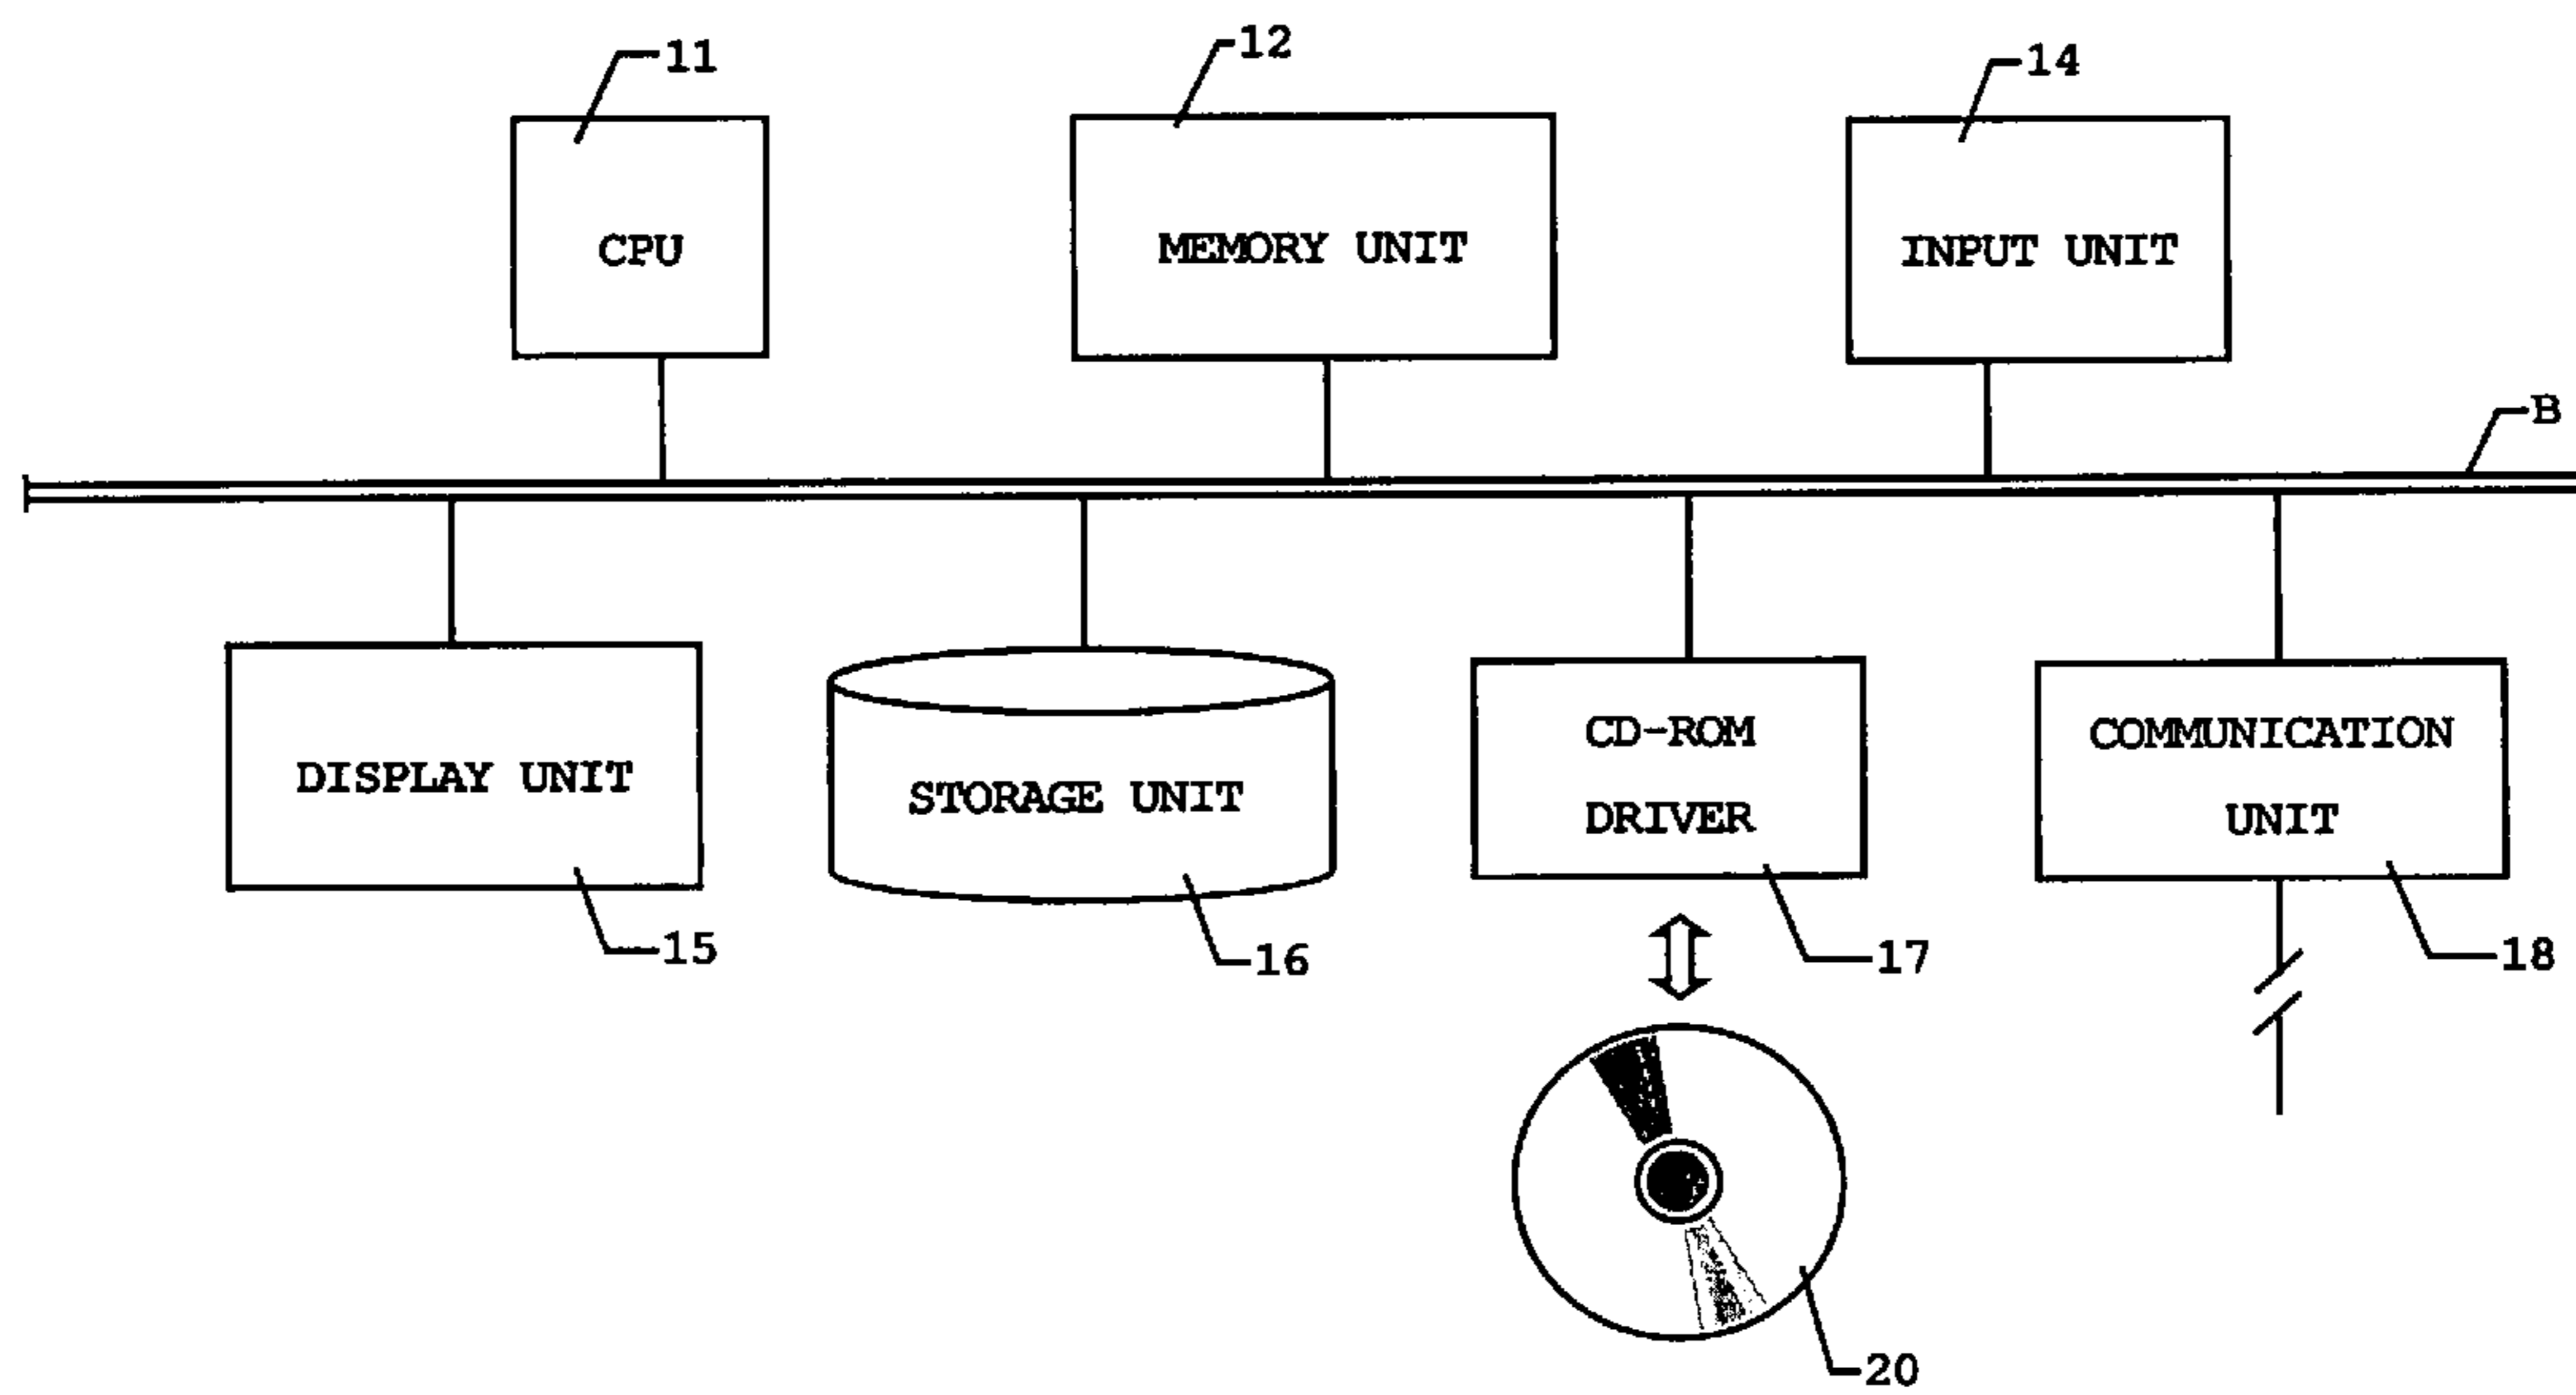 11
12
14
CPU
MEMORY UNIT
INPUT UNIT
B
DISPLAY UNIT
STORAGE UNIT
CD-ROM
DRIVER
COMMUNICATION
UNIT
15
16
17
18
20